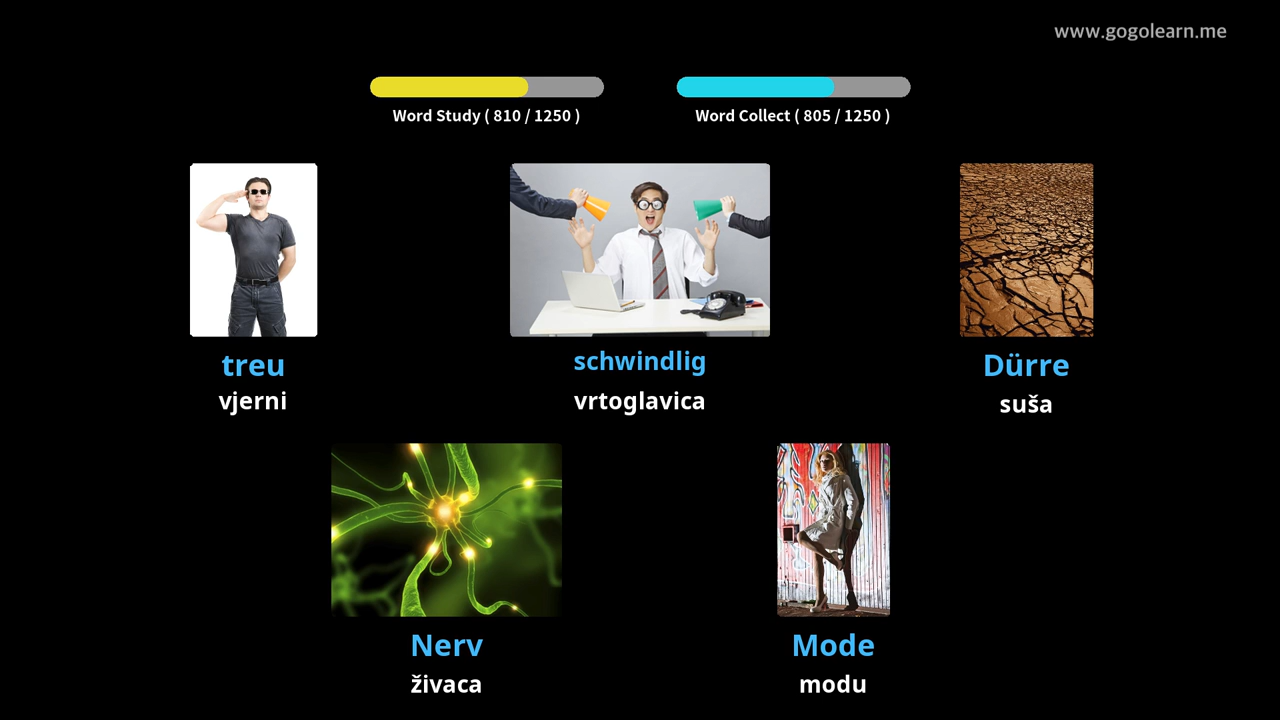 www.gogolearn.me
Word Study ( 810 / 1250 )
Word Collect ( 805 / 1250 )
treu
vjerni
schwindlig
vrtoglavica
Dürre
suša
Nerv
živaca
Mode
modu